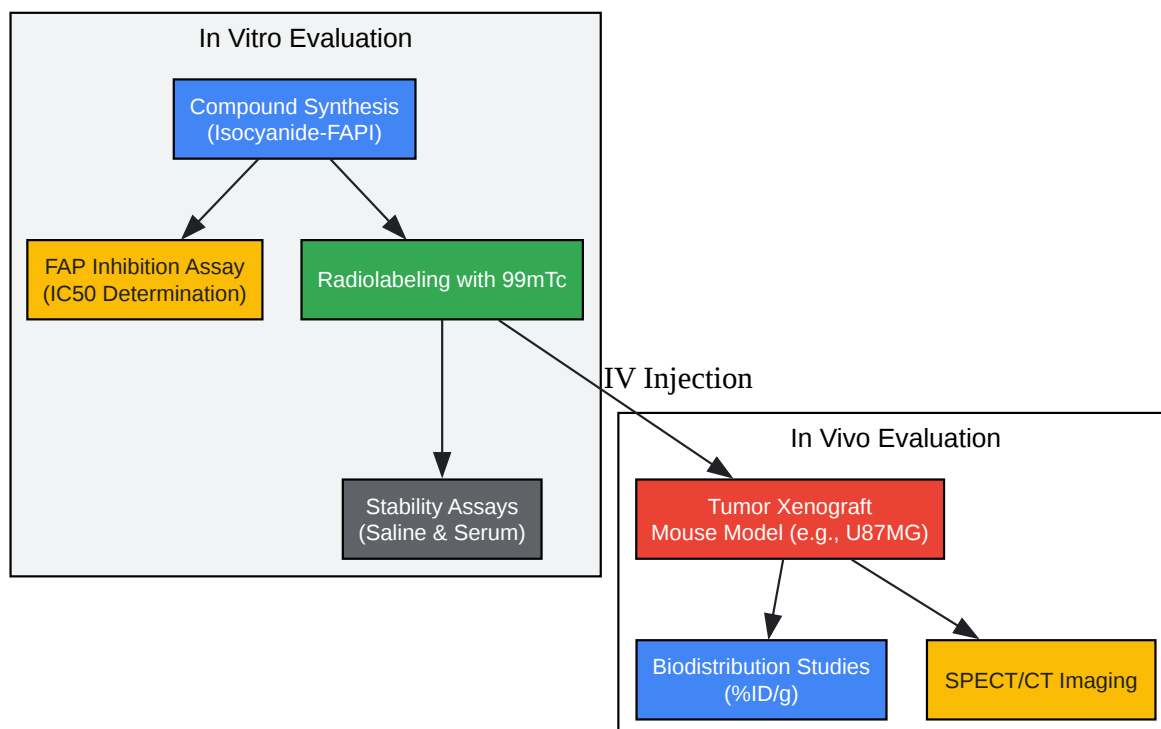 In Vitro Evaluation
Compound Synthesis
(Isocyanide-FAPI)
FAP Inhibition Assay
(IC50 Determination)
Radiolabeling with 99mTc
IV Injection
Stability Assays
(Saline & Serum)
In Vivo Evaluation
Tumor Xenograft
Mouse Model (e.g., U87MG)
Biodistribution Studies
(%ID/g)
SPECT/CT Imaging